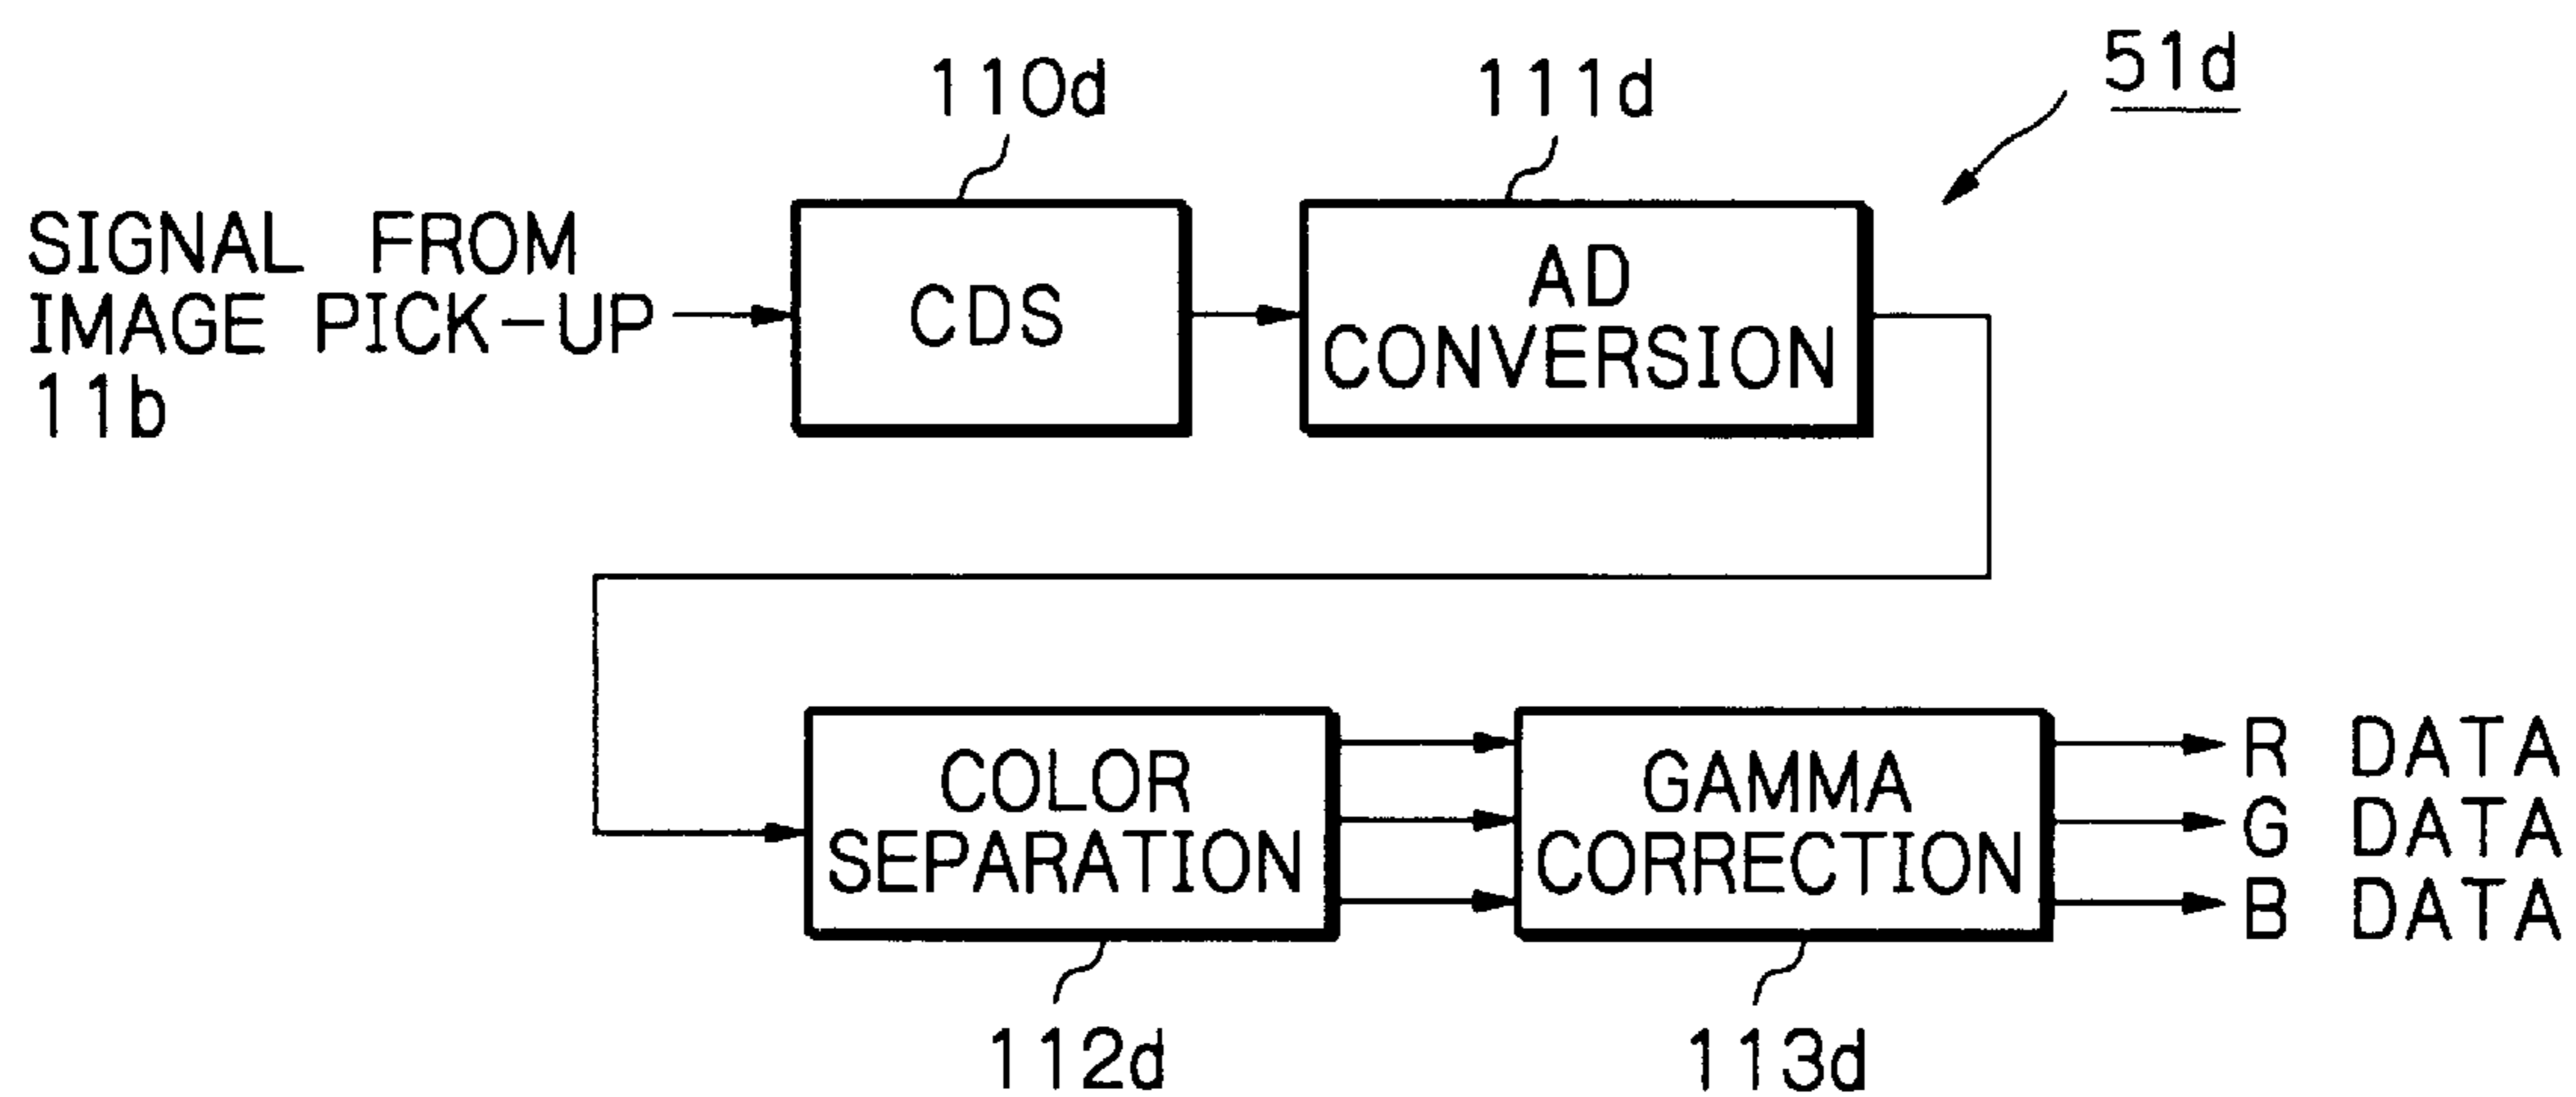 51d
110d
111d
SIGNAL FROM
IMAGE PICK-UP
11b
CDS
AD
CONVERSION
COLOR
SEPARATION
GAMMA
CORRECTION
R DATA
G DATA
B DATA
112d
113d